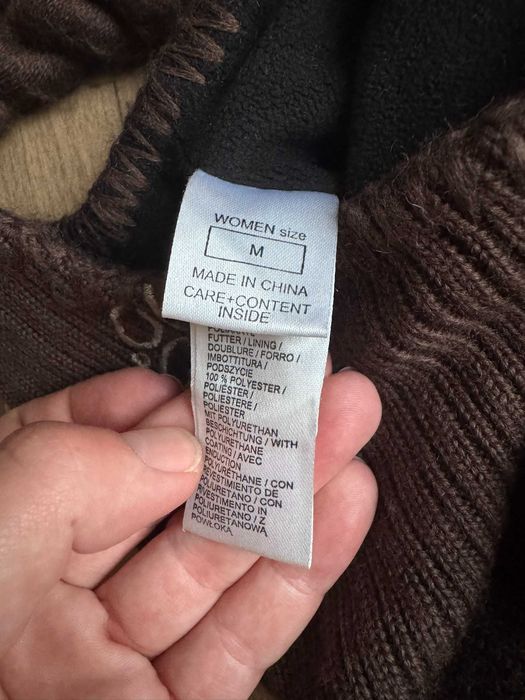 WOMEN size
M
MADE IN CHINA
CARE+CONTENT
INSIDE
FUTTER / LINING /
DOUBLURE / FORRO /
IMBOTTITURA /
PODSZYCIE
100 % POLYESTER /
POLIESTER /
POLIESTERE /
POLIESTER
MIT POLYURETHAN
BESCHICHTUNG / WITH
POLYURETHANE
COATING / AVEC
ENDUCTION
POLYURÉTHANE / CON
REVESTIMIENTO DE
POLIURETANO / CON
RIVESTIMENTO IN
POLIURETANO / Z
POLIURETANOWĄ
POWŁOKĄ